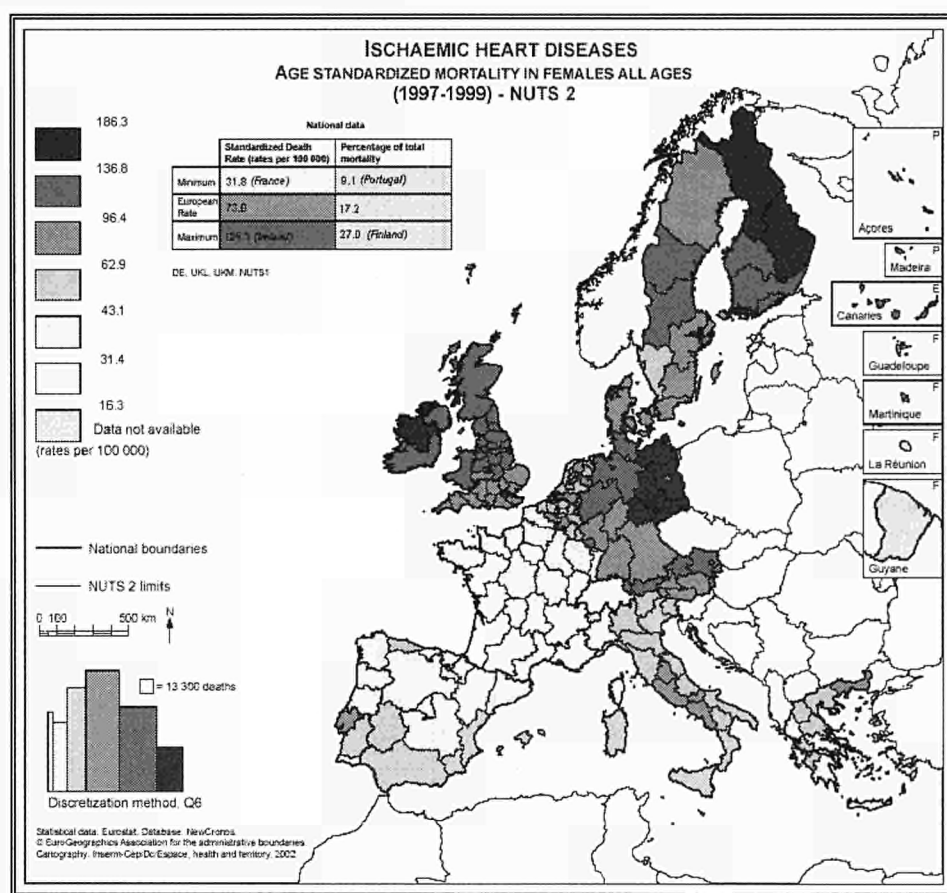 ISCHAEMIC HEART DISEASES
AGE STANDARDIZED MORTALITY IN FEMALES ALL AGES
(1997-1999) - NUTS 2
186.3
136.8
96.4
62.9
43.1
31.4
16.3
Data not available
(rates per 100 000)
National data
Standardized Death Rate (rates per 100 000)
Percentage of total mortality
Minimum 31.8 (France) 9.1 (Portugal)
European Rate 17.2
Maximum (Ireland) 27.0 (Finland)
DE, UKL, UKM, NUTS1
P
Açores
P
Madeira
E
Canaries
F
Guadeloupe
F
Martinique
F
La Réunion
F
Guyane
National boundaries
NUTS 2 limits
0 100 500 km
N
= 13 300 deaths
Discretization method, Q6
Statistical data. Eurostat. Database. NewCronos.
© EuroGeographics Association for the administrative boundaries
Cartography. Inserm-CépiDc/Espace, health and territory, 2002